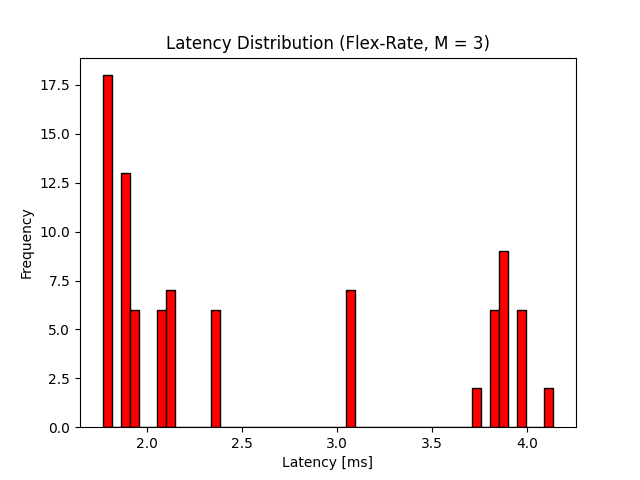 Latency Distribution (Flex-Rate, M = 3)
17.5
15.0
12.5
10.0
7.5
5.0
2.5
0.0
Frequency
2.0 2.5 3.0 3.5 4.0
Latency [ms]